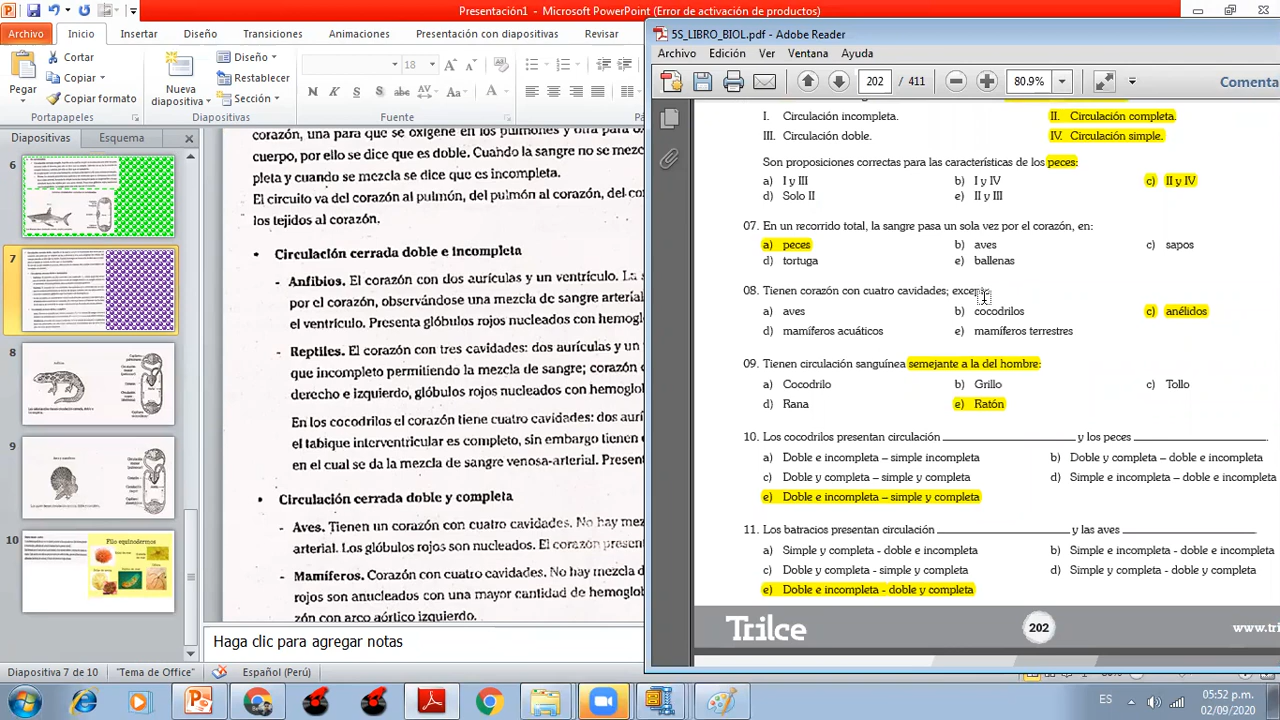 Presentación1 - Microsoft PowerPoint (Error de activación de productos)
Archivo Inicio Insertar Diseño Transiciones Animaciones Presentación con diapositivas Revisar
Pegar
Cortar
Copiar
Copiar formato
Portapapeles
Nueva
diapositiva
Diseño
Restablecer
Sección
Diapositivas
18
N K S S abc AV Aa A
Fuente
Diapositivas Esquema
6
7
8
9
10
Filo equinodermos
corazón, una para que se oxigene en los pulmones y otra para
cuerpo, por ello se dice que es doble. Cuando la sangre no se mezc
pleta y cuando se mezcla se dice que es incompleta.
El circuito va del corazón al pulmón, del pulmón al corazón, del co
los tejidos al corazón.
• Circulación cerrada doble e incompleta
- Anfibios. El corazón con dos aurículas y un ventrículo. La s
por el corazón, observándose una mezcla de sangre arterial
el ventrículo. Presenta glóbulos rojos nucleados con hemog
- Reptiles. El corazón con tres cavidades: dos aurículas y un
que incompleto permitiendo la mezcla de sangre; corazón
derecho e izquierdo, glóbulos rojos nucleados con hemoglo
En los cocodrilos el corazón tiene cuatro cavidades: dos aurí
el tabique interventricular es completo, sin embargo tienen
en el cual se da la mezcla de sangre venosa-arterial. Present
• Circulación cerrada doble y completa
- Aves. Tienen un corazón con cuatro cavidades. No hay mez
arterial. Los glóbulos rojos son nucleados. El corazón presen
- Mamíferos. Corazón con cuatro cavidades. No hay mezcla d
rojos son anucleados con una mayor cantidad de hemoglob
zón con arco aórtico izquierdo.
Haga clic para agregar notas
Diapositiva 7 de 10 "Tema de Office" Español (Perú)
5S_LIBRO_BIOL.pdf - Adobe Reader
Archivo Edición Ver Ventana Ayuda
202 / 411 80.9% Comenta
I. Circulación incompleta. II. Circulación completa.
III. Circulación doble. IV. Circulación simple.
Son proposiciones correctas para las características de los peces:
a) I y III b) I y IV c) II y IV
d) Solo II e) II y III
07. En un recorrido total, la sangre pasa un sola vez por el corazón, en:
a) peces b) aves c) sapos
d) tortuga e) ballenas
08. Tienen corazón con cuatro cavidades, excepto:
a) aves b) cocodrilos c) anélidos
d) mamíferos acuáticos e) mamíferos terrestres
09. Tienen circulación sanguínea semejante a la del hombre:
a) Cocodrilo b) Grillo c) Tollo
d) Rana e) Ratón
10. Los cocodrilos presentan circulación ____________ y los peces ____________.
a) Doble e incompleta – simple incompleta b) Doble y completa – doble e incompleta
c) Doble y completa – simple y completa d) Simple e incompleta – doble e incompleta
e) Doble e incompleta – simple y completa
11. Los batracios presentan circulación ____________ y las aves ____________.
a) Simple y completa - doble e incompleta b) Simple e incompleta - doble e incompleta
c) Doble y completa - simple y completa d) Simple y completa - doble y completa
e) Doble e incompleta - doble y completa
Trilce 202 www.tri
ES 05:52 p.m.
02/09/2020